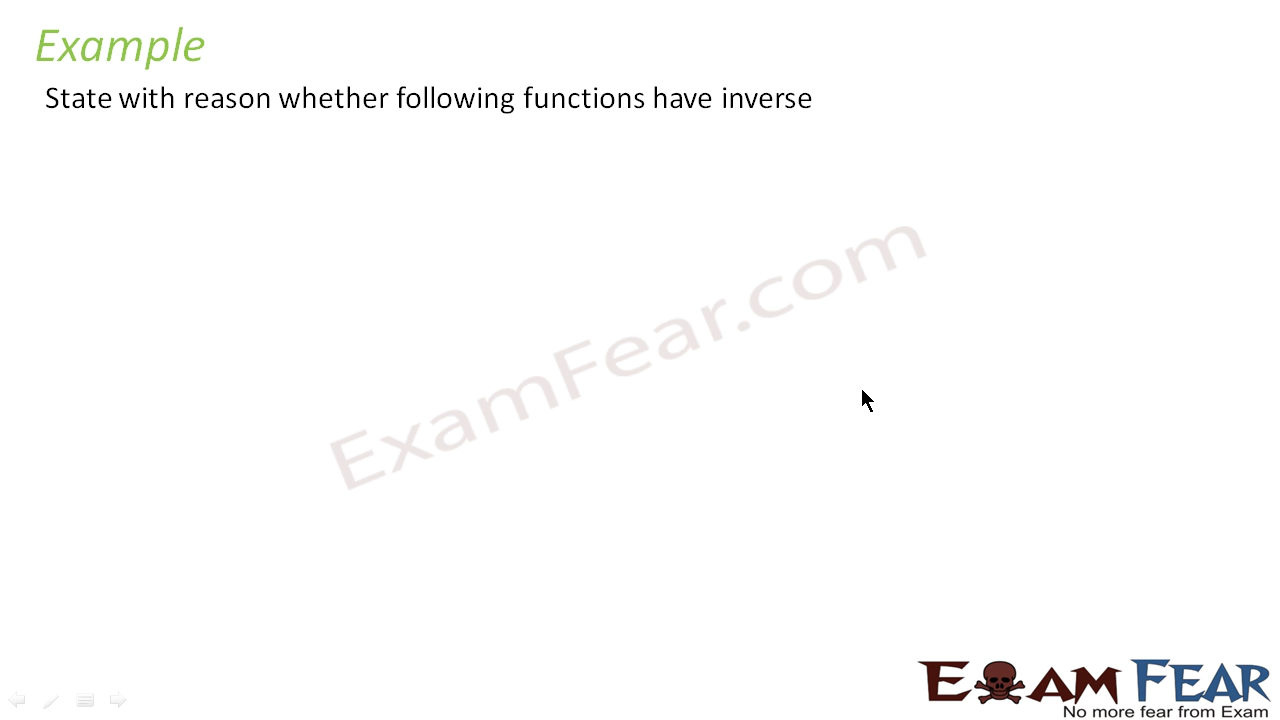 Example
State with reason whether following functions have inverse
ExamFear.com
EXAM FEAR
No more fear from Exam